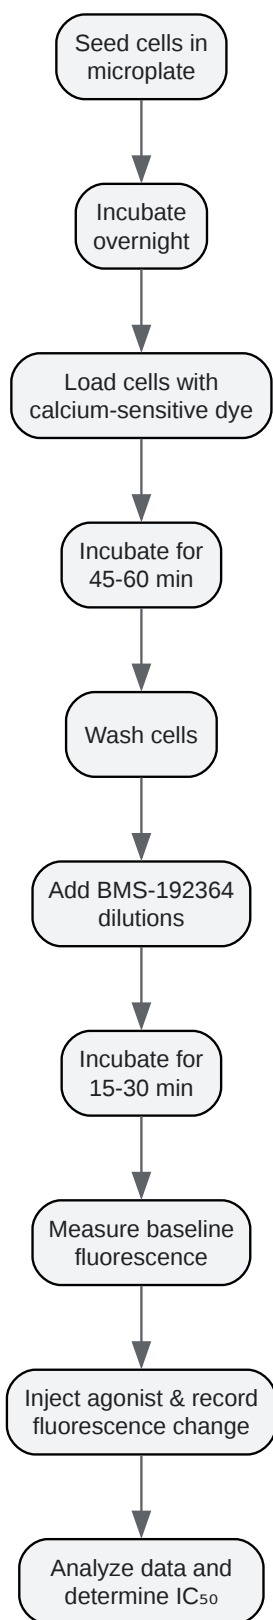 Seed cells in
microplate
Incubate
overnight
Load cells with
calcium-sensitive dye
Incubate for
45-60 min
Wash cells
Add BMS-192364
dilutions
Incubate for
15-30 min
Measure baseline
fluorescence
Inject agonist & record
fluorescence change
Analyze data and
determine IC₅₀